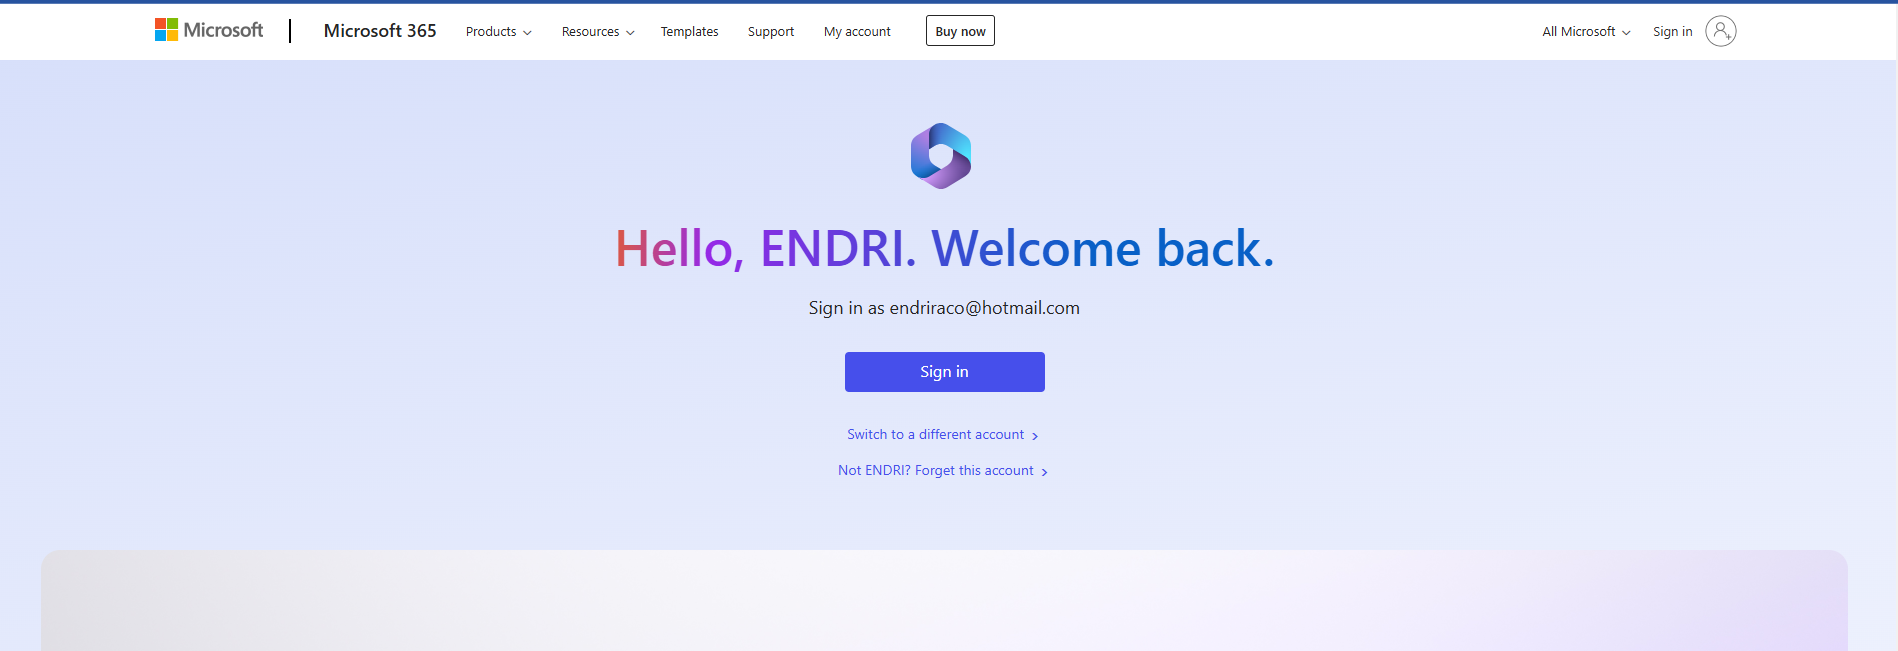 Microsoft
Microsoft 365 Products Resources Templates Support My account Buy now All Microsoft Sign in
Hello, ENDRI. Welcome back.
Sign in as endriraco@hotmail.com
Sign in
Switch to a different account
Not ENDRI? Forget this account